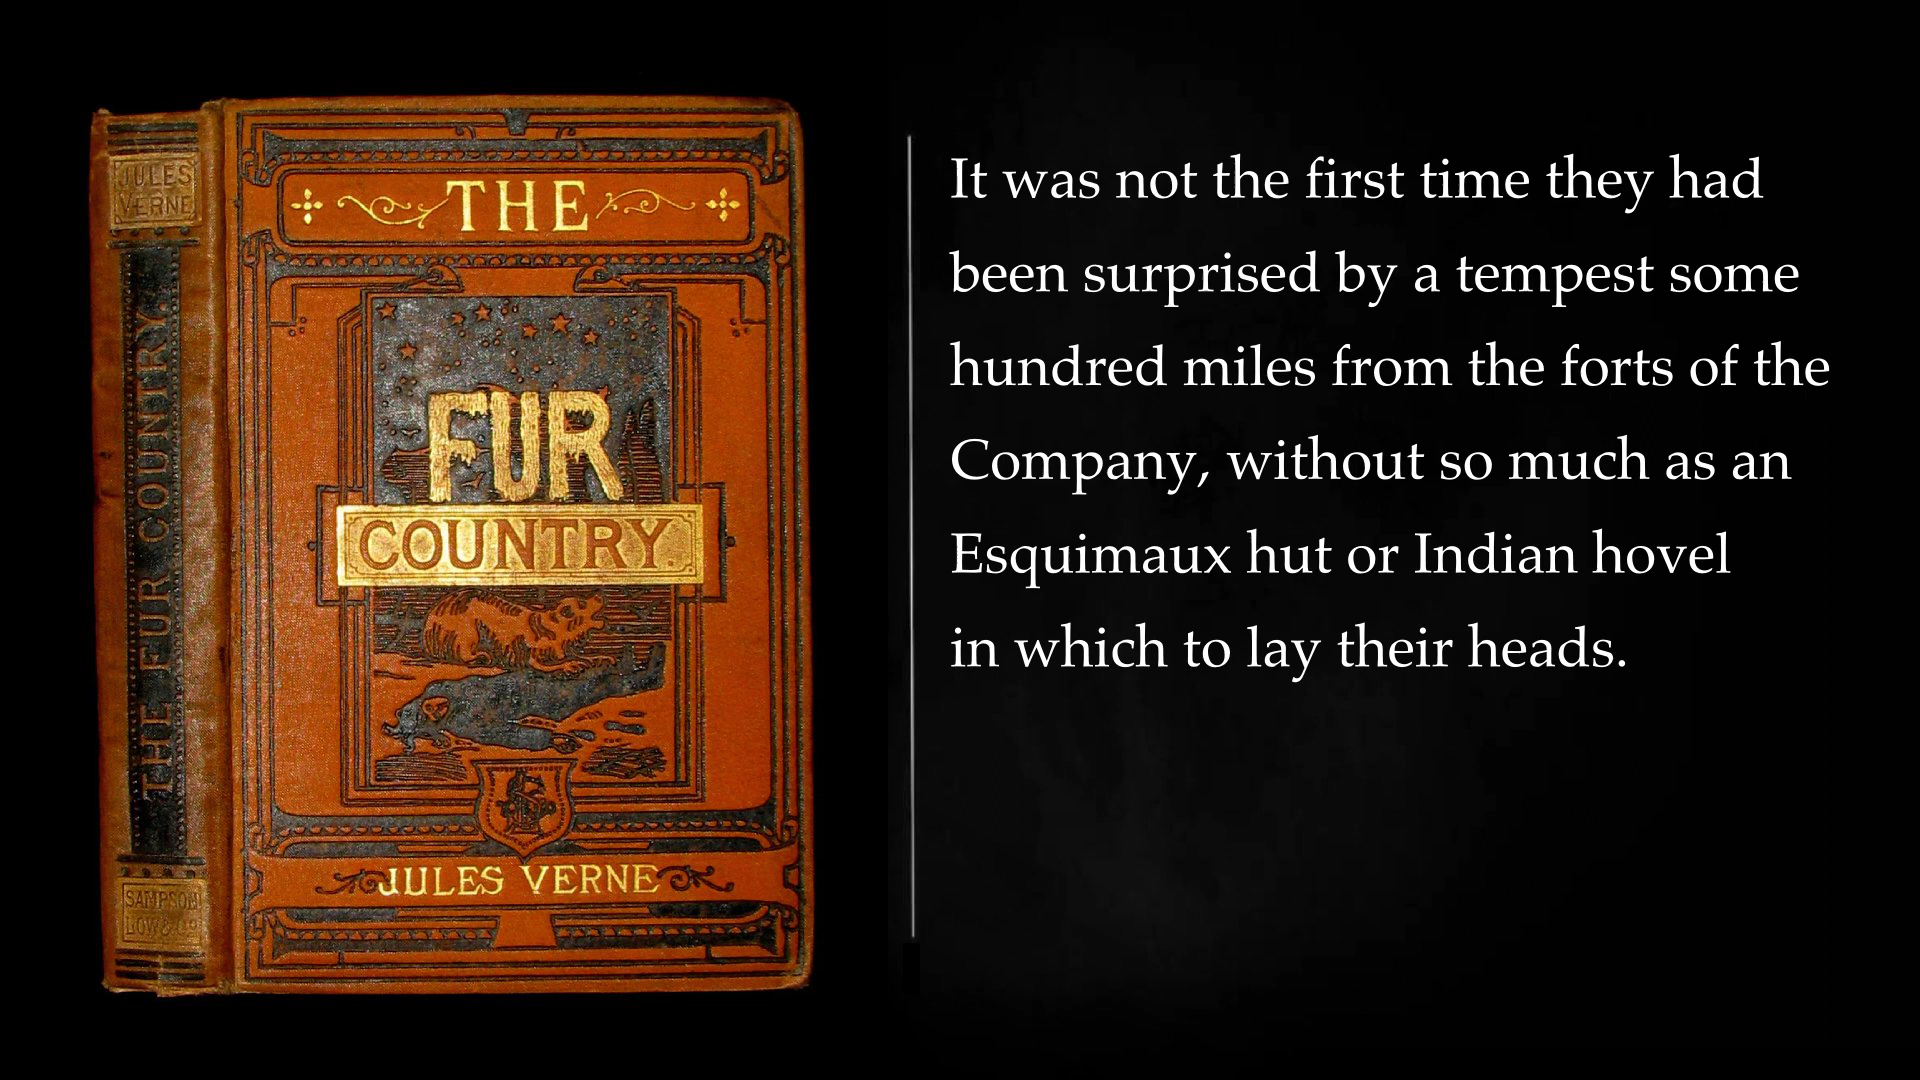 JULES
VERNE
THE FUR COUNTRY.
SAMPSON
LOW & Co
THE
FUR
COUNTRY.
JULES VERNE
It was not the first time they had
been surprised by a tempest some
hundred miles from the forts of the
Company, without so much as an
Esquimaux hut or Indian hovel
in which to lay their heads.